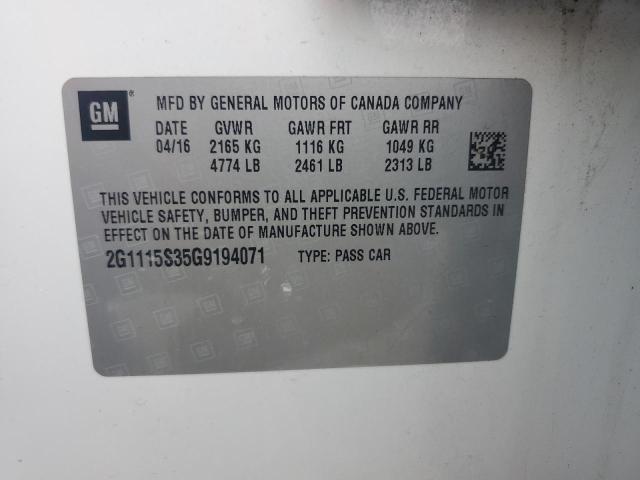 GM
MFD BY GENERAL MOTORS OF CANADA COMPANY
DATE GVWR GAWR FRT GAWR RR
04/16 2165 KG 1116 KG 1049 KG
4774 LB 2461 LB 2313 LB
THIS VEHICLE CONFORMS TO ALL APPLICABLE U.S. FEDERAL MOTOR
VEHICLE SAFETY, BUMPER, AND THEFT PREVENTION STANDARDS IN
EFFECT ON THE DATE OF MANUFACTURE SHOWN ABOVE.
2G1115S35G9194071 TYPE: PASS CAR